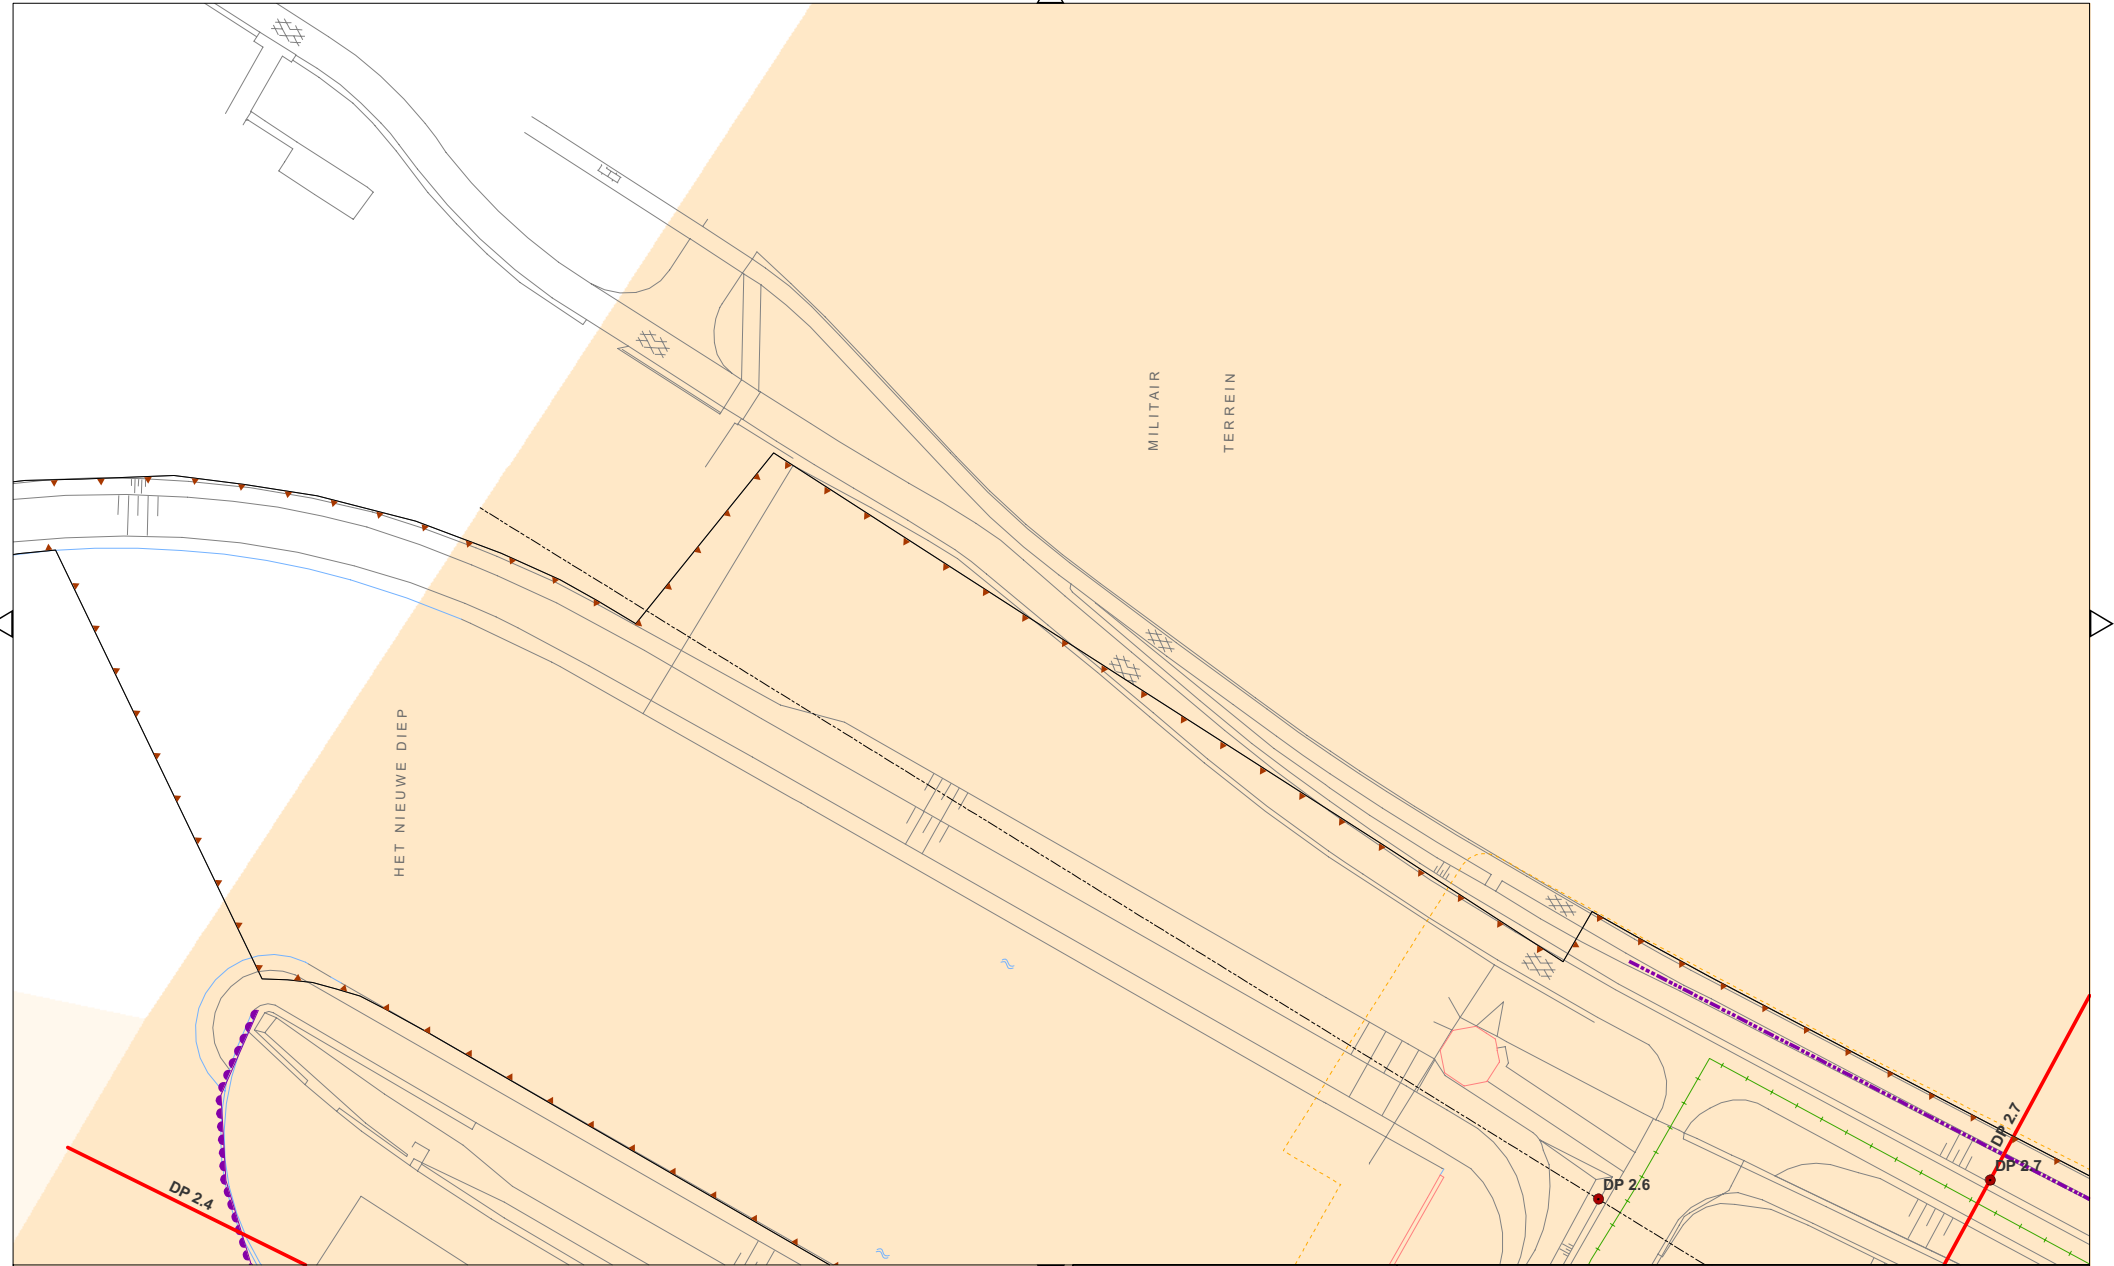 MILITAIR
TERREIN
HET NIEUWE DIEP
DP 2.7
DP 2.7
DP 2.6
DP 2.4